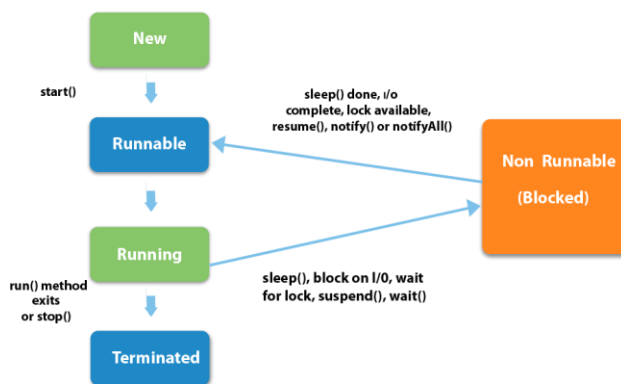 New
start()
sleep() done, I/o
complete, lock available,
resume(), notify() or notifyAll()
Runnable
Non Runnable
(Blocked)
Running
sleep(), block on I/0, wait
for lock, suspend(), wait()
run() method
exits
or stop()
Terminated